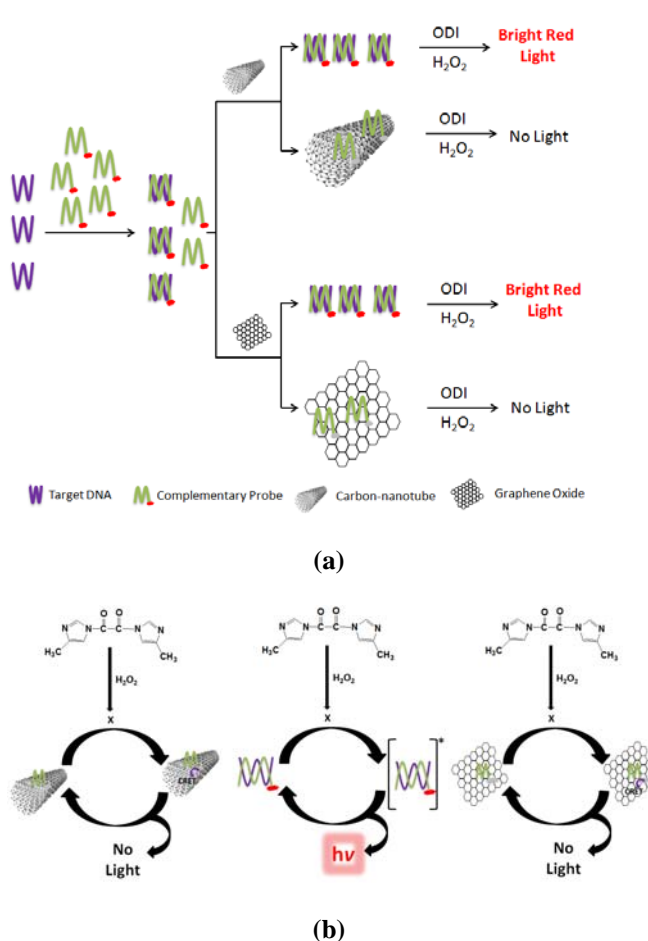 ODI
H₂O₂
Bright Red
Light
ODI
H₂O₂
No Light
ODI
H₂O₂
Bright Red
Light
ODI
H₂O₂
No Light
Target DNA
Complementary Probe
Carbon-nanotube
Graphene Oxide
(a)
O O
N N C C N N
H₃C CH₃
H₂O₂
X
CRET
No
Light
O O
N N C C N N
H₃C CH₃
H₂O₂
X
*
hν
O O
N N C C N N
H₃C CH₃
H₂O₂
X
CRET
No
Light
(b)